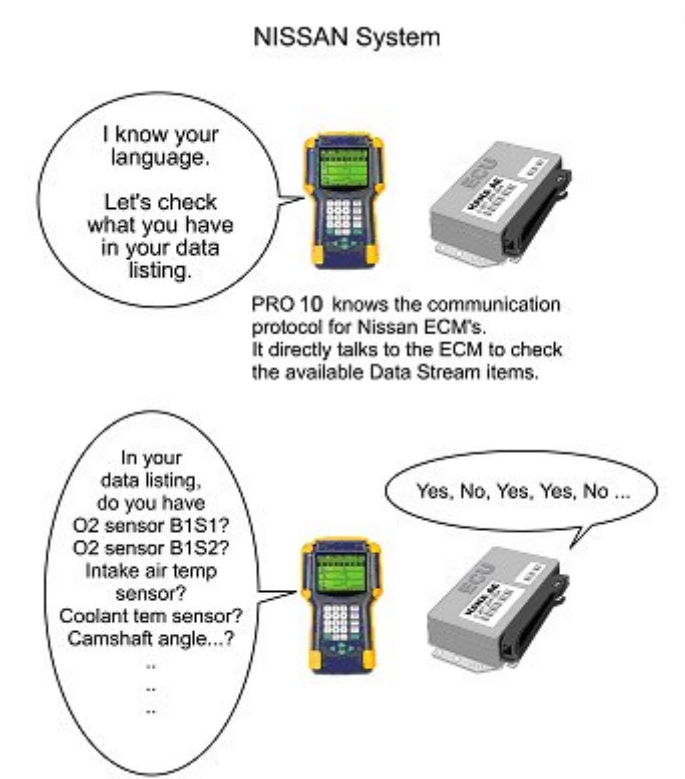 NISSAN System
I know your
language.
Let's check
what you have
in your data
listing.
ECU
PRO 10 knows the communication
protocol for Nissan ECM's.
It directly talks to the ECM to check
the available Data Stream items.
In your
data listing,
do you have
O2 sensor B1S1?
O2 sensor B1S2?
Intake air temp
sensor?
Coolant tem sensor?
Camshaft angle...?
..
..
..
Yes, No, Yes, Yes, No ...
ECU